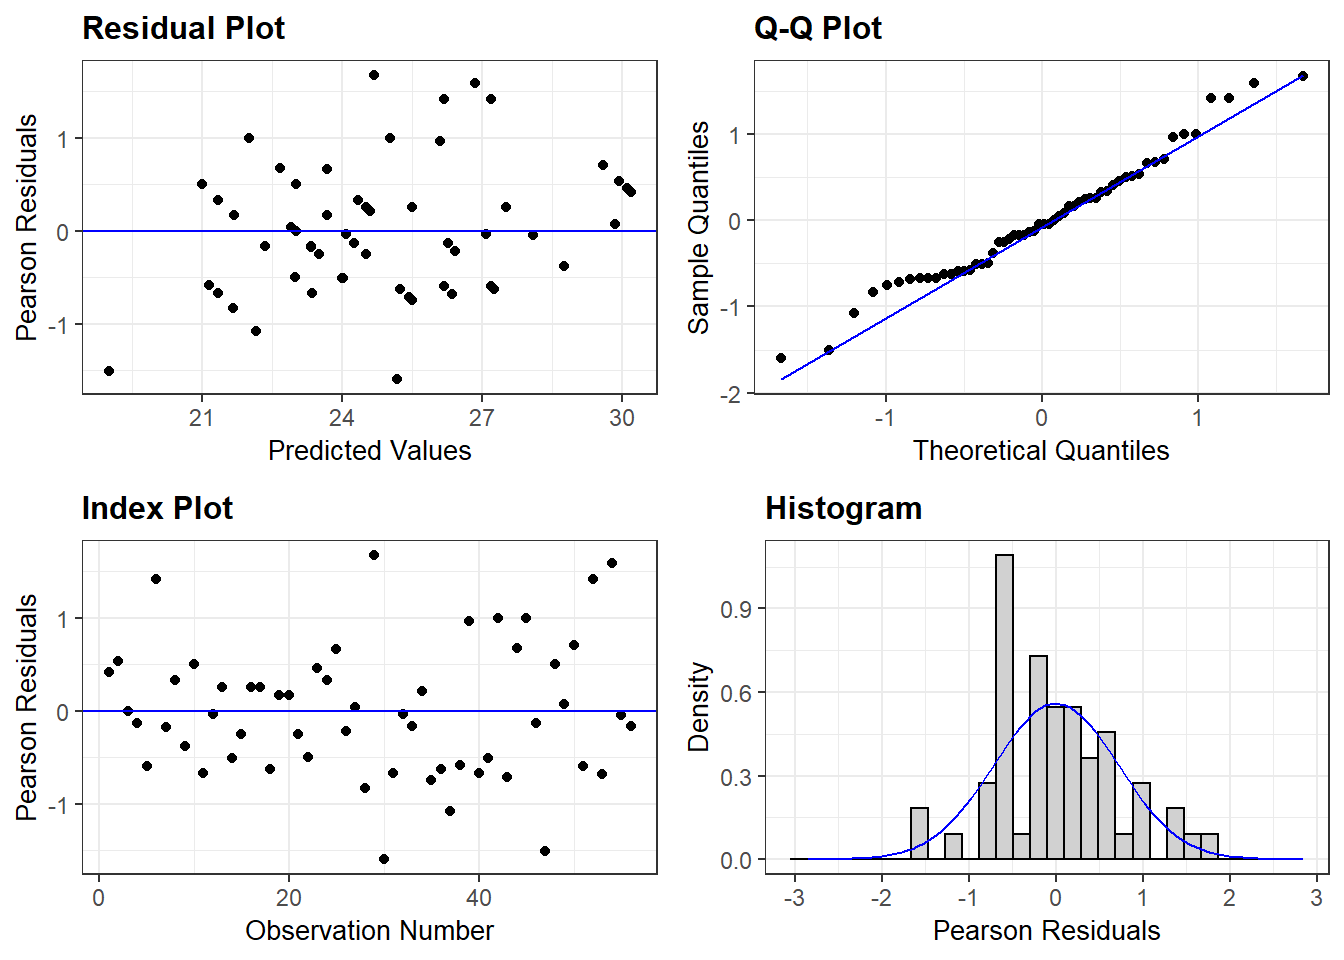 Residual Plot
Pearson Residuals
1
0
-1
21 24 27 30
Predicted Values
Q-Q Plot
Sample Quantiles
1
0
-1
-2
-1 0 1
Theoretical Quantiles
Index Plot
Pearson Residuals
1
0
-1
0 20 40
Observation Number
Histogram
Density
0.9
0.6
0.3
0.0
-3 -2 -1 0 1 2 3
Pearson Residuals